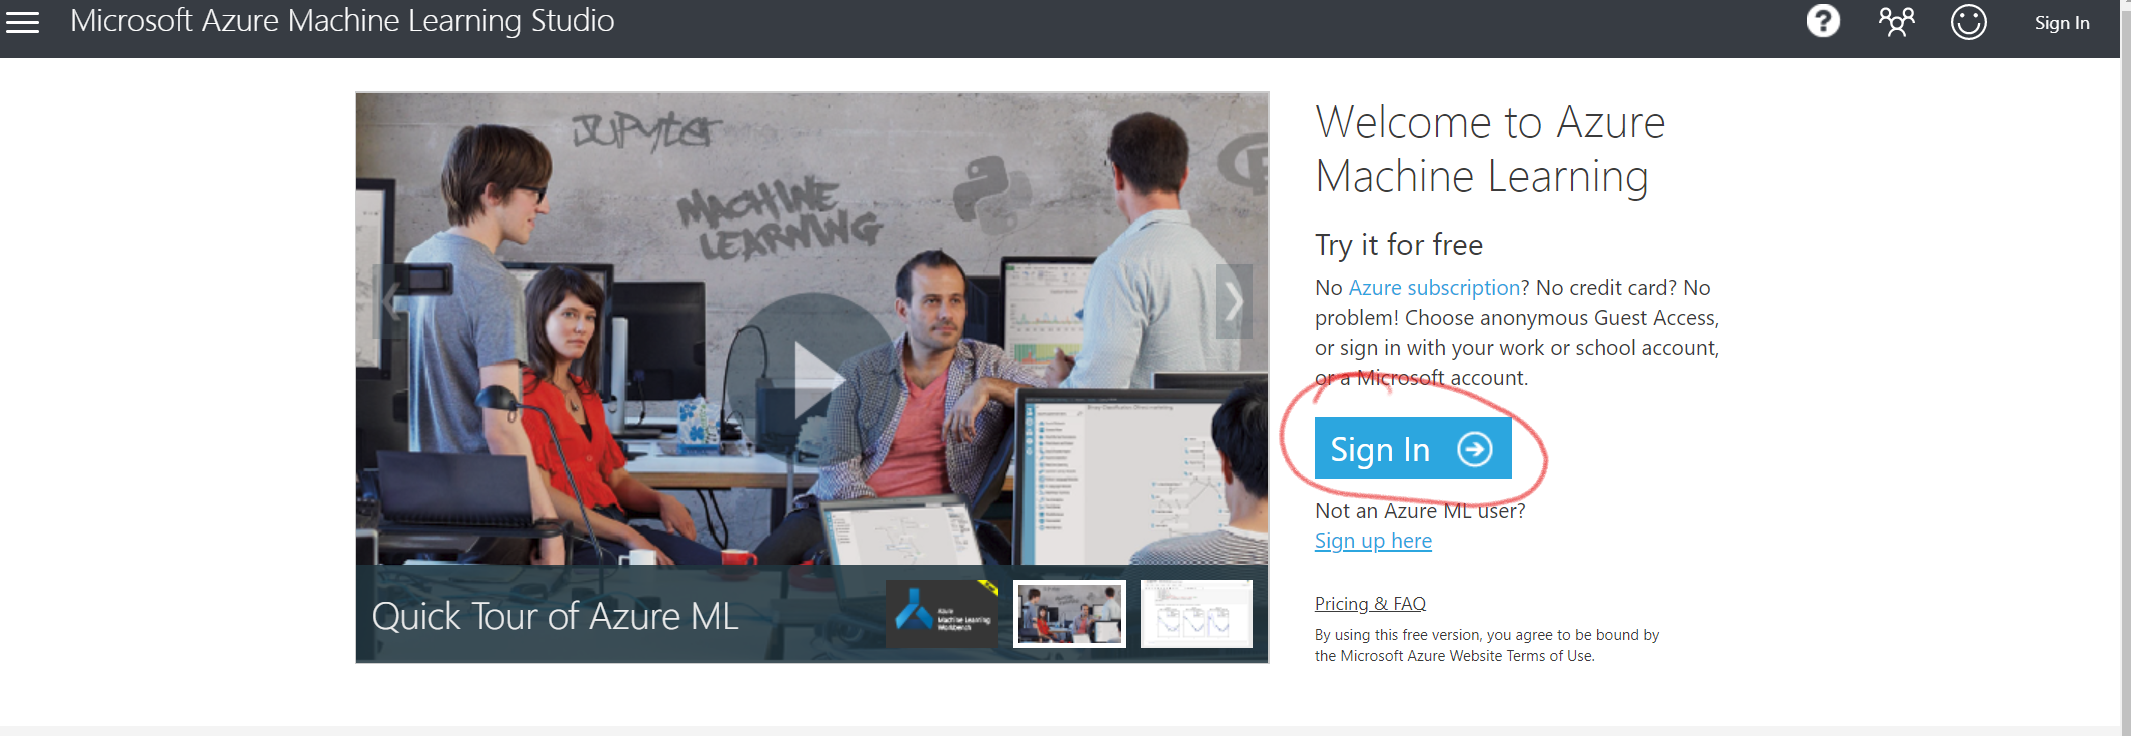 Microsoft Azure Machine Learning Studio
?
Sign In
JUPyter
MACHINE
LEARNING
R
Welcome to Azure
Machine Learning
Try it for free
No Azure subscription? No credit card? No
problem! Choose anonymous Guest Access,
or sign in with your work or school account,
or a Microsoft account.
Sign In
Not an Azure ML user?
Sign up here
Pricing & FAQ
By using this free version, you agree to be bound by
the Microsoft Azure Website Terms of Use.
Quick Tour of Azure ML
Azure
Machine Learning
Workbench